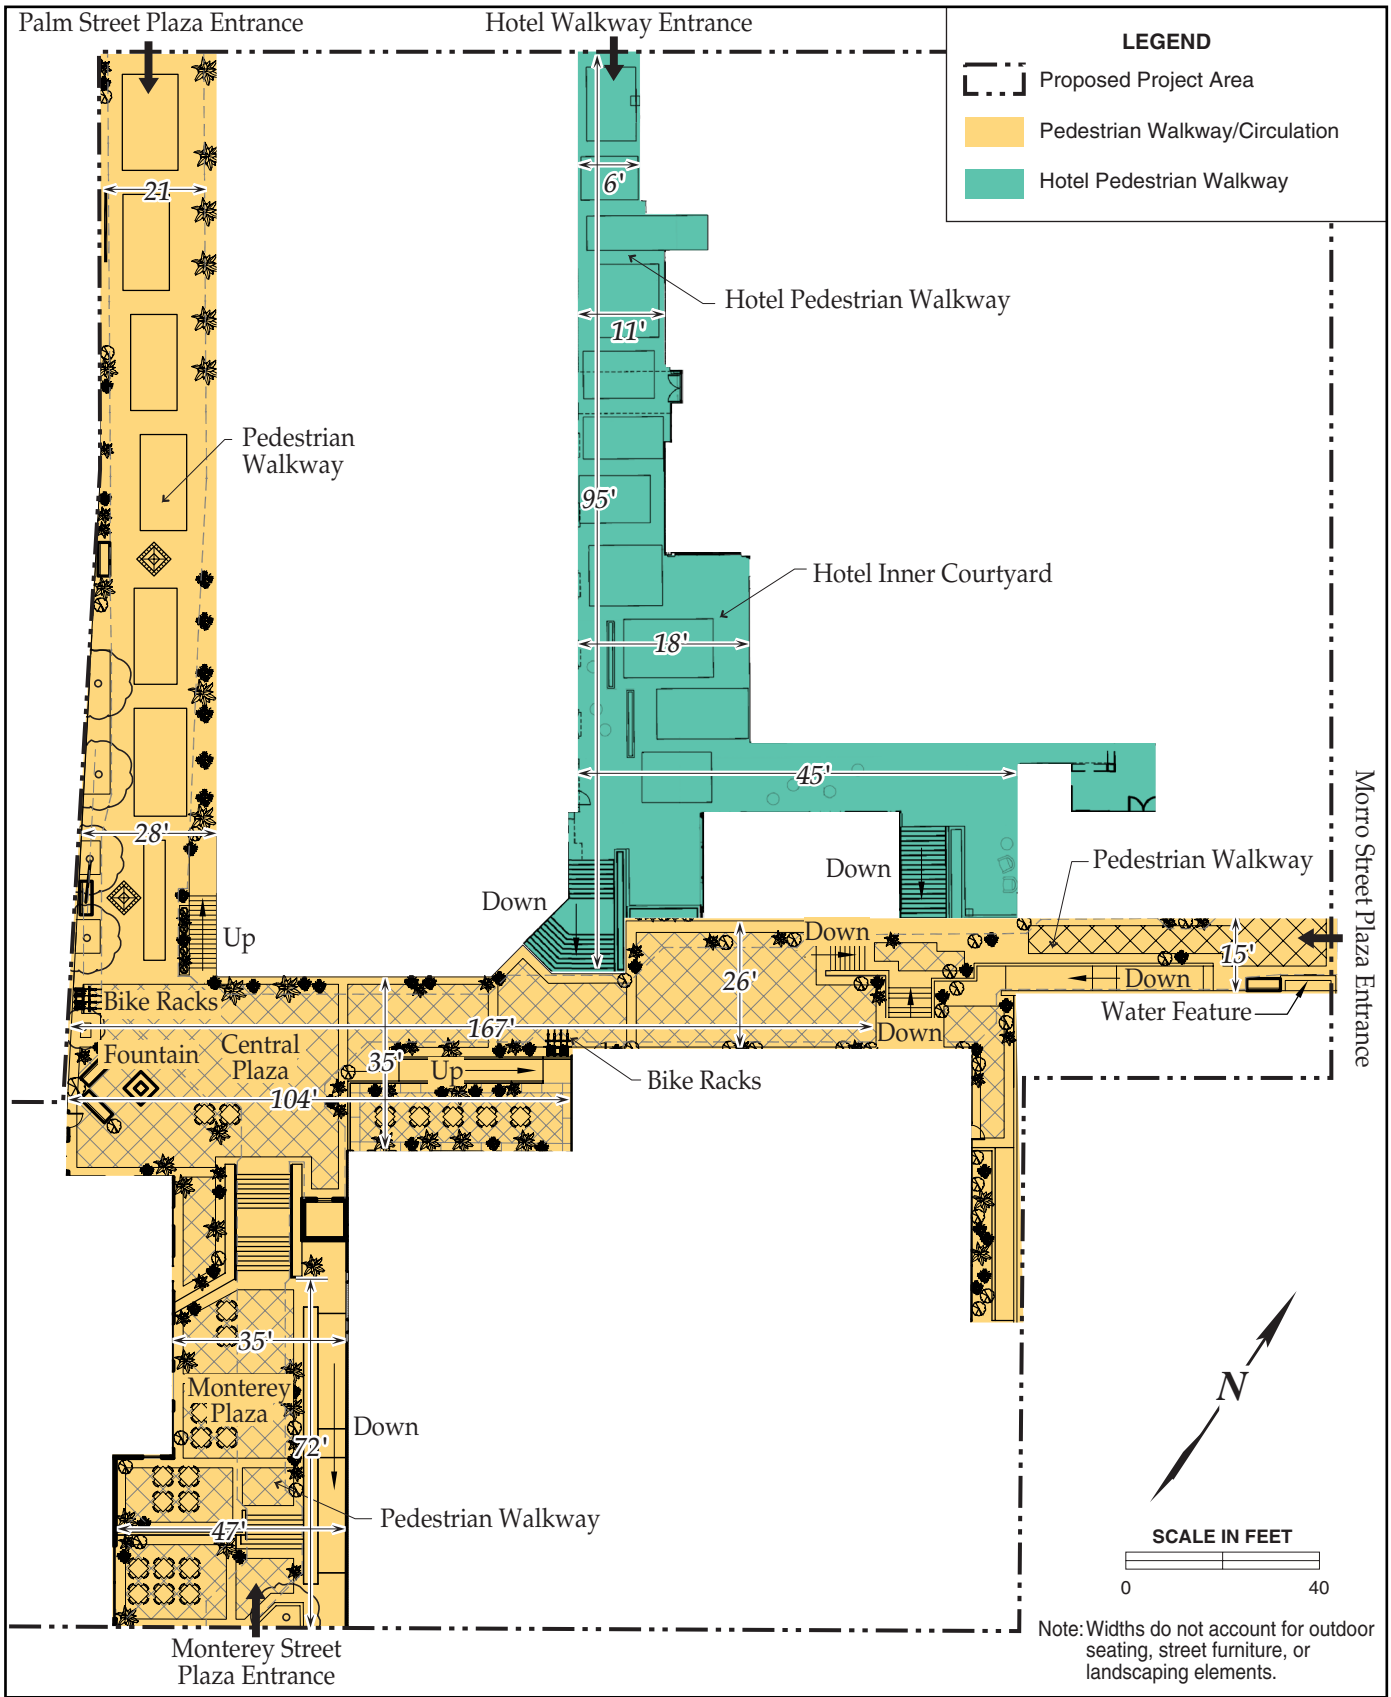 Palm Street Plaza Entrance
Hotel Walkway Entrance
LEGEND
Proposed Project Area
Pedestrian Walkway/Circulation
Hotel Pedestrian Walkway
21
6'
Hotel Pedestrian Walkway
11'
Pedestrian
Walkway
95'
Hotel Inner Courtyard
18'
45'
Morro Street Plaza Entrance
28'
Down
Down
Pedestrian Walkway
Up
Down
15'
26'
Down
Bike Racks
Water Feature
167'
Down
Central
Plaza
Fountain
35'
Up
Bike Racks
104'
35'
Monterey
Plaza
Down
72'
Pedestrian Walkway
47'
Monterey Street
Plaza Entrance
N
SCALE IN FEET
0 40
Note: Widths do not account for outdoor
seating, street furniture, or
landscaping elements.